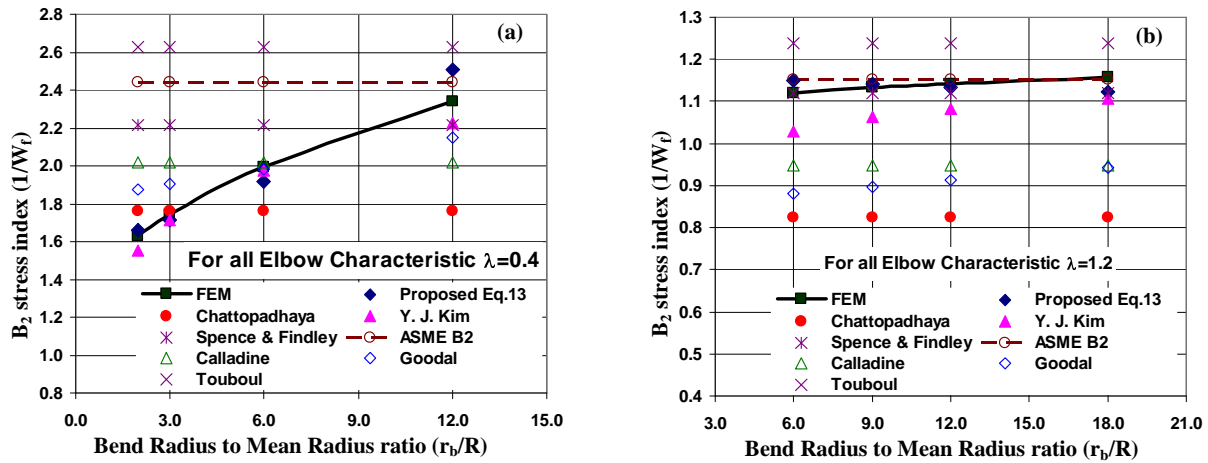 (a)
B2 stress index (1/Wf)
2.8
2.6
2.4
2.2
2.0
1.8
1.6
1.4
1.2
1.0
0.8
For all Elbow Characteristic λ=0.4
FEM
Proposed Eq.13
Chattopadhaya
Y. J. Kim
Spence & Findley
ASME B2
Calladine
Goodal
Touboul
0.0 3.0 6.0 9.0 12.0 15.0
Bend Radius to Mean Radius ratio (rb/R)
(b)
B2 stress index (1/Wf)
1.3
1.2
1.1
1.0
0.9
0.8
0.7
0.6
0.5
0.4
For all Elbow Characteristic λ=1.2
FEM
Proposed Eq.13
Chattopadhaya
Y. J. Kim
Spence & Findley
ASME B2
Calladine
Goodal
Touboul
3.0 6.0 9.0 12.0 15.0 18.0 21.0
Bend Radius to Mean Radius ratio (rb/R)